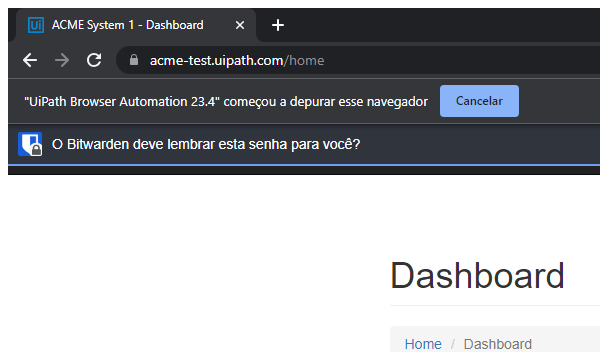 Ui ACME System 1 - Dashboard
acme-test.uipath.com/home
"UiPath Browser Automation 23.4" começou a depurar esse navegador Cancelar
O Bitwarden deve lembrar esta senha para você?
Dashboard
Home / Dashboard